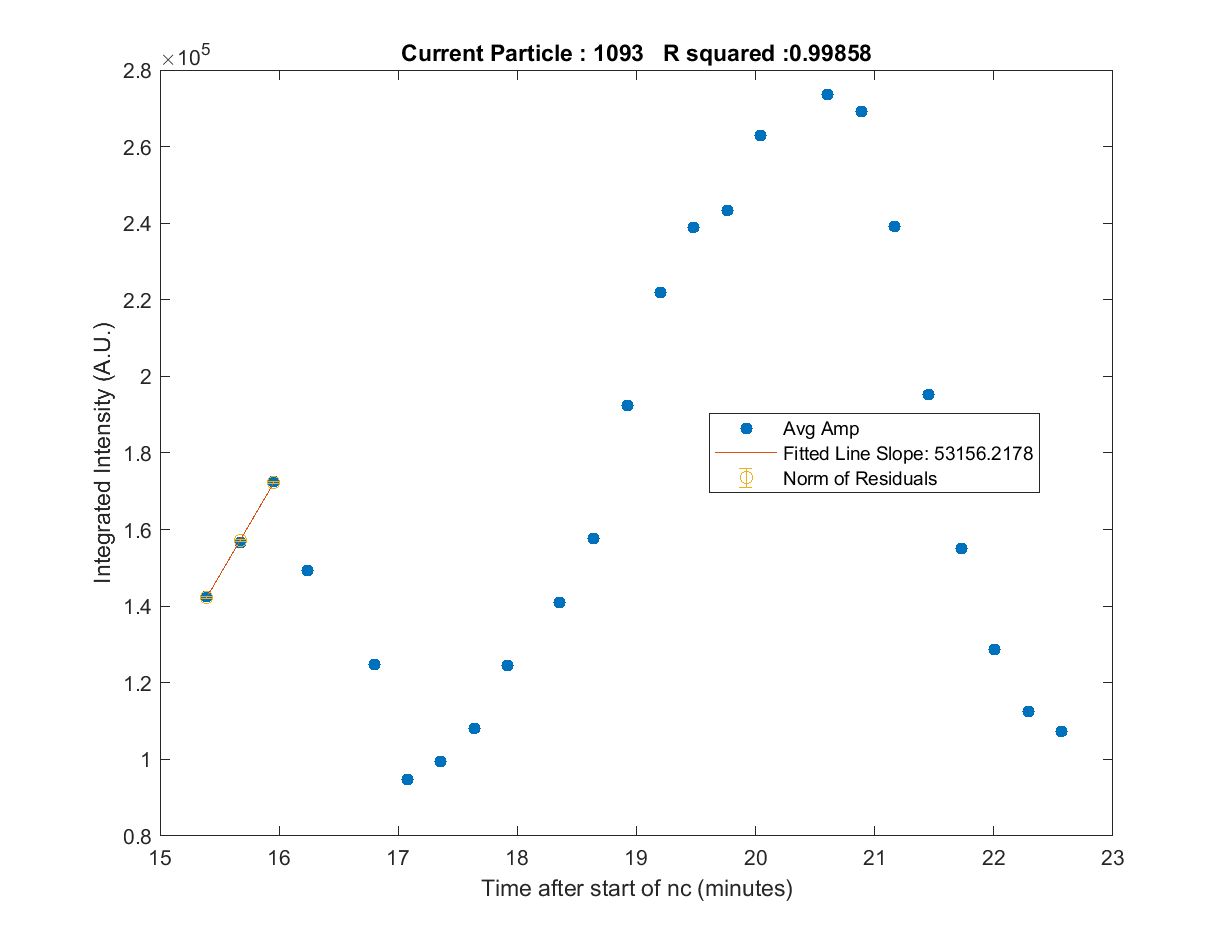 Current Particle : 1093 R squared :0.99858
×10^5
2.8
2.6
2.4
2.2
2
1.8
1.6
1.4
1.2
1
0.8
Integrated Intensity (A.U.)
Avg Amp
Fitted Line Slope: 53156.2178
Norm of Residuals
15 16 17 18 19 20 21 22 23
Time after start of nc (minutes)